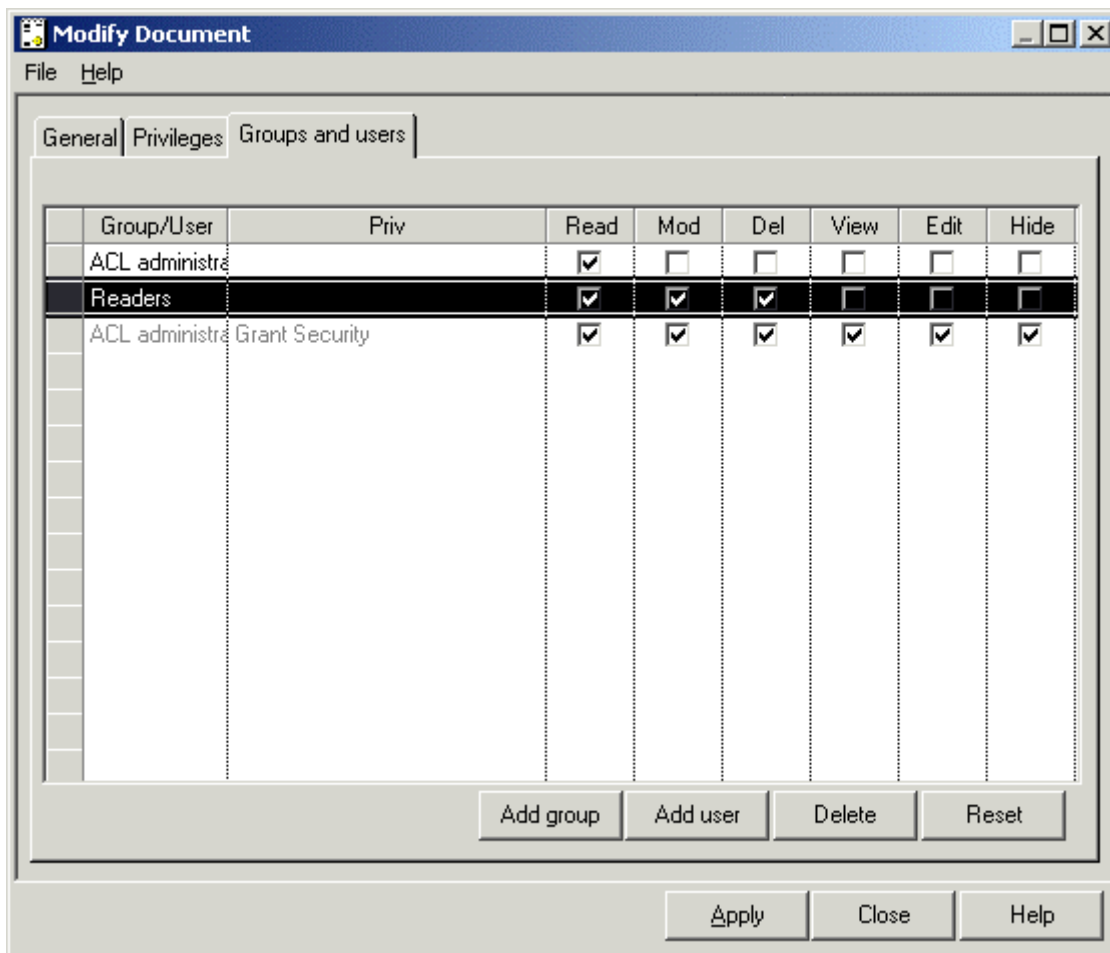 Modify Document
File Help
General Privileges Groups and users
Group/User Priv Read Mod Del View Edit Hide
ACL administra
Readers
ACL administra Grant Security
Add group Add user Delete Reset
Apply Close Help